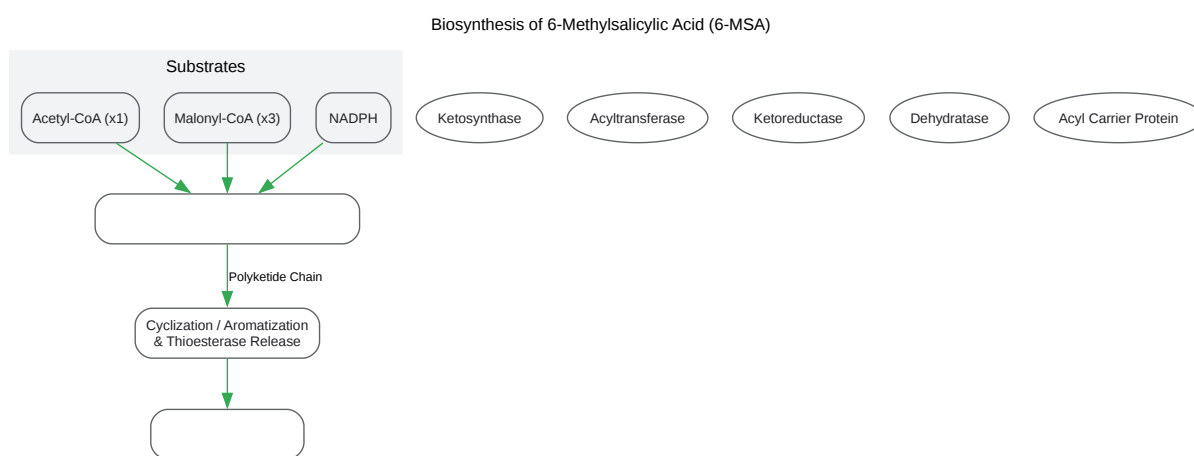 Biosynthesis of 6-Methylsalicylic Acid (6-MSA)
Substrates
Acetyl-CoA (x1)
Malonyl-CoA (x3)
NADPH
Ketosynthase
Acyltransferase
Ketoreductase
Dehydratase
Acyl Carrier Protein
Polyketide Chain
Cyclization / Aromatization
& Thioesterase Release